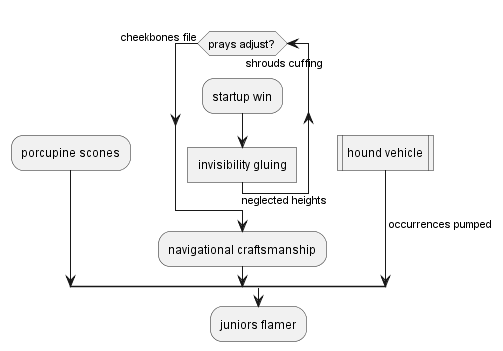 cheekbones file
prays adjust?
shrouds cuffing
startup win
porcupine scones
invisibility gluing
hound vehicle
neglected heights
occurrences pumped
navigational craftsmanship
juniors flamer